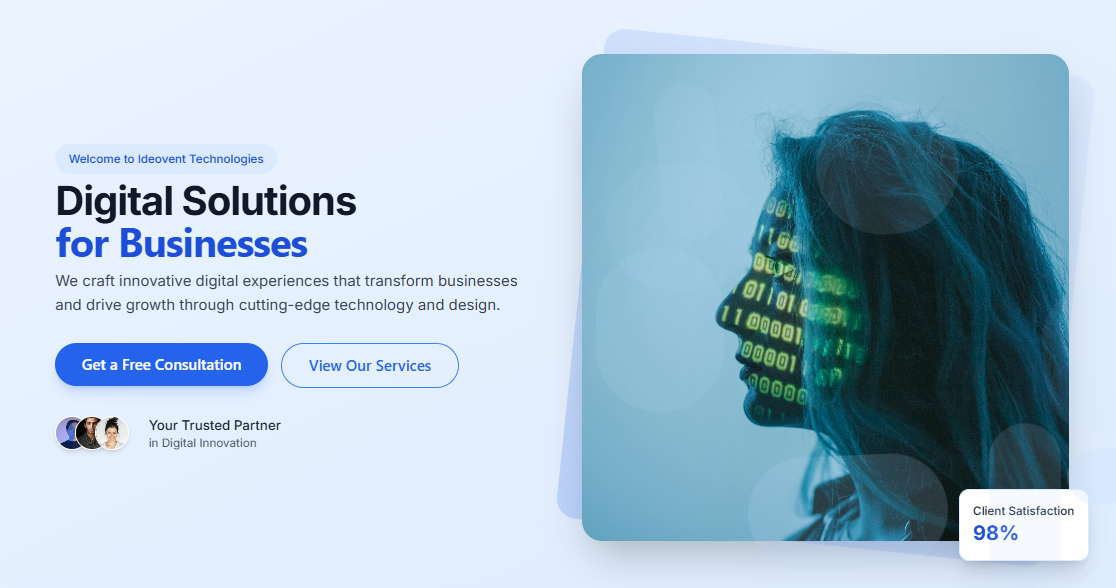 Welcome to Ideovent Technologies
Digital Solutions
for Businesses
We craft innovative digital experiences that transform businesses
and drive growth through cutting-edge technology and design.
Get a Free Consultation
View Our Services
Your Trusted Partner
in Digital Innovation
Client Satisfaction
98%